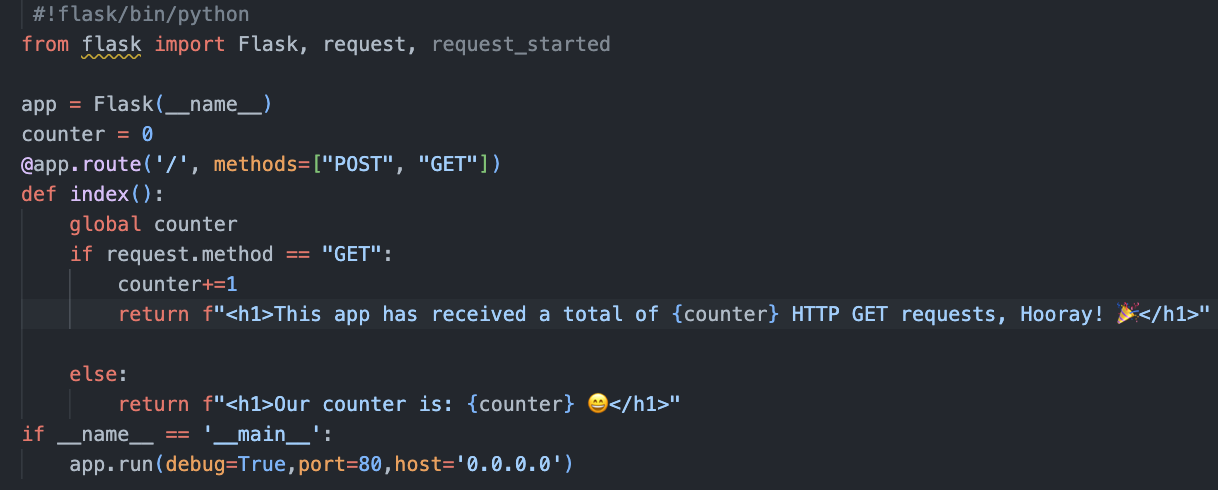 #!flask/bin/python
from flask import Flask, request, request_started
app = Flask(__name__)
counter = 0
@app.route('/', methods=["POST", "GET"])
def index():
global counter
if request.method == "GET":
counter+=1
return f"<h1>This app has received a total of {counter} HTTP GET requests, Hooray! 🎉</h1>"
else:
return f"<h1>Our counter is: {counter} 😄</h1>"
if __name__ == '__main__':
app.run(debug=True,port=80,host='0.0.0.0')